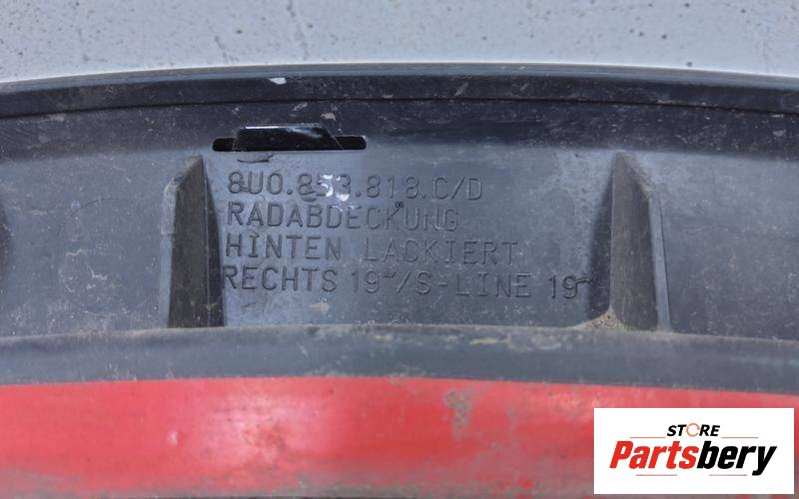 8U0.853.818.C/D
RADABDECKUNG
HINTEN LACKIERT
RECHTS 19"/S-LINE 19"
STORE
Partsbery